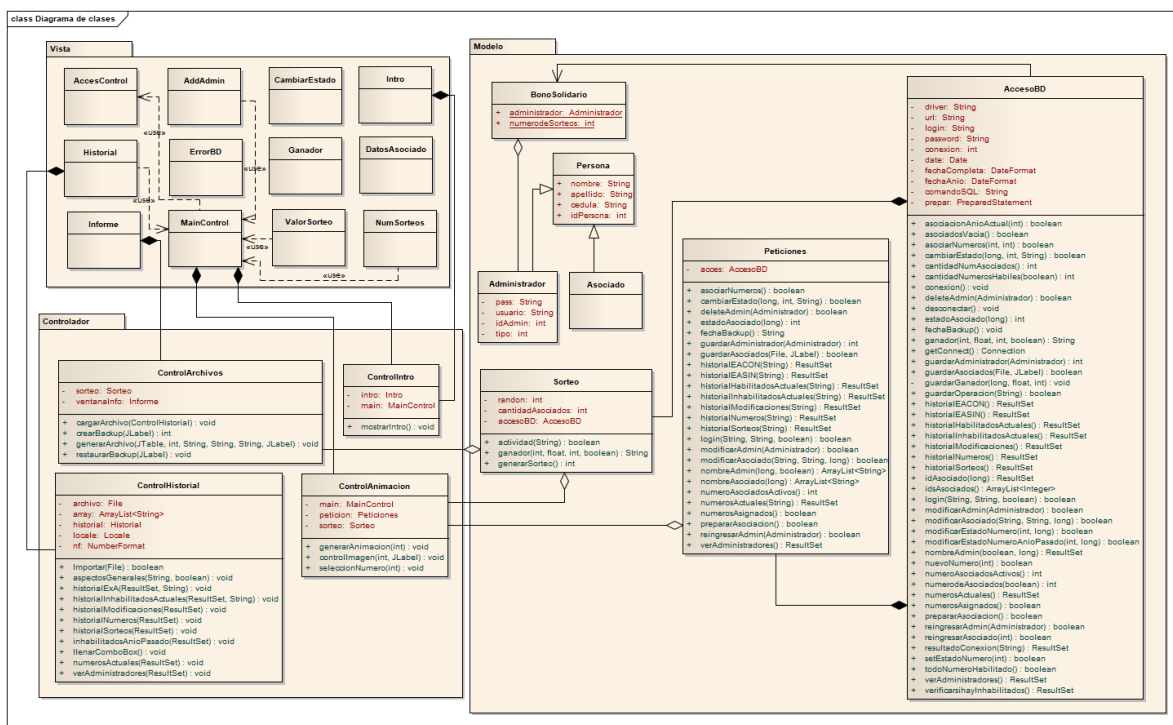 class Diagrama de clases
Vista
AccesControl
AddAdmin
CambiarEstado
Intro
«use»
Historial
ErrorBD
Ganador
DatosAsociado
«use»
«use»
Informe
MainControl
ValorSorteo
NumSorteos
«use»
«use»
Controlador
ControlArchivos
- sorteo: Sorteo
- ventanaInfo: Informe
+ cargarArchivo(ControlHistorial) : void
+ crearBackup(JLabel) : int
+ generarArchivo(JTable, int, String, String, String, JLabel) : void
+ restaurarBackup(JLabel) : void
ControlIntro
- intro: Intro
- main: MainControl
+ mostrarIntro() : void
ControlHistorial
- archivo: File
- array: ArrayList<String>
- historial: Historial
- locale: Locale
- nf: NumberFormat
+ Importar(File) : boolean
+ aspectosGenerales(String, boolean) : void
+ historialExA(ResultSet, String) : void
+ historialInhabilitadosActuales(ResultSet, String) : void
+ historialModificaciones(ResultSet) : void
+ historialNumeros(ResultSet) : void
+ historialSorteos(ResultSet) : void
+ inhabilitadosAnioPasado(ResultSet) : void
+ llenarComboBox() : void
+ numerosActuales(ResultSet) : void
+ verAdministradores(ResultSet) : void
ControlAnimacion
- main: MainControl
- peticion: Peticiones
- sorteo: Sorteo
+ generarAnimacion(int) : void
+ controlImagen(int, JLabel) : void
+ seleccionNumero(int) : void
Modelo
BonoSolidario
+ administrador: Administrador
+ numerodeSorteos: int
Persona
+ nombre: String
+ apellido: String
+ cedula: String
+ idPersona: int
Administrador
- pass: String
- usuario: String
- idAdmin: int
- tipo: int
Asociado
Sorteo
- randon: int
- cantidadAsociados: int
- accesoBD: AccesoBD
+ actividad(String) : boolean
+ ganador(int, float, int, boolean) : String
+ generarSorteo() : int
Peticiones
- acces: AccesoBD
+ asociarNumeros() : boolean
+ cambiarEstado(long, int, String) : boolean
+ deleteAdmin(Administrador) : boolean
+ estadoAsociado(long) : int
+ fechaBackup() : String
+ guardarAdministrador(Administrador) : int
+ guardarAsociados(File, JLabel) : boolean
+ historialEACON(String) : ResultSet
+ historialEASIN(String) : ResultSet
+ historialHabilitadosActuales(String) : ResultSet
+ historialInhabilitadosActuales(String) : ResultSet
+ historialModificaciones(String) : ResultSet
+ historialNumeros(String) : ResultSet
+ historialSorteos(String) : ResultSet
+ login(String, String, boolean) : boolean
+ modificarAdmin(Administrador) : boolean
+ modificarAsociado(String, String, long) : boolean
+ nombreAdmin(long, boolean) : ArrayList<String>
+ nombreAsociado(long) : ArrayList<String>
+ numeroAsociadosActivos() : int
+ numerosActuales(String) : ResultSet
+ numerosAsignados() : boolean
+ prepararAsociacion() : boolean
+ reingresarAdmin(Administrador) : boolean
+ verAdministradores() : ResultSet
AccesoBD
- driver: String
- url: String
- login: String
- password: String
- conexion: int
- date: Date
- fechaCompleta: DateFormat
- fechaAnio: DateFormat
- comandoSQL: String
- prepar: PreparedStatement
+ asociacionAnioActual(int) : boolean
+ asociadosVacia() : boolean
+ asociarNumeros(int, int) : boolean
+ cambiarEstado(long, int, String) : boolean
+ cantidadNumAsociados() : int
+ cantidadNumerosHabiles(boolean) : int
+ conexion() : void
+ deleteAdmin(Administrador) : boolean
+ desconectar() : void
+ estadoAsociado(long) : int
+ fechaBackup() : void
+ ganador(int, float, int, boolean) : String
+ getConnect() : Connection
+ guardarAdministrador(Administrador) : int
+ guardarAsociados(File, JLabel) : boolean
- guardarGanador(long, float, int) : void
+ guardarOperacion(String) : boolean
+ historialEACON() : ResultSet
+ historialEASIN() : ResultSet
+ historialHabilitadosActuales() : ResultSet
+ historialInhabilitadosActuales() : ResultSet
+ historialModificaciones() : ResultSet
+ historialNumeros() : ResultSet
+ historialSorteos() : ResultSet
+ idAsociado(long) : ResultSet
+ idsAsociados() : ArrayList<Integer>
+ login(String, String, boolean) : boolean
+ modificarAdmin(Administrador) : boolean
+ modificarAsociado(String, String, long) : boolean
+ modificarEstadoNumero(int, long) : boolean
+ modificarEstadoNumeroAnioPasado(int, long) : boolean
+ nombreAdmin(boolean, long) : ResultSet
+ nuevoNumero(int) : boolean
+ numeroAsociadosActivos() : int
+ numerodeAsociados(boolean) : int
+ numerosActuales() : ResultSet
+ numerosAsignados() : boolean
+ prepararAsociacion() : boolean
+ reingresarAdmin(Administrador) : boolean
+ reingresarAsociado(int) : boolean
+ resultadoConexion(String) : ResultSet
+ setEstadoNumero(int) : boolean
+ todoNumeroHabilitado() : boolean
+ verAdministradores() : ResultSet
+ verificarsihayInhabilitados() : ResultSet